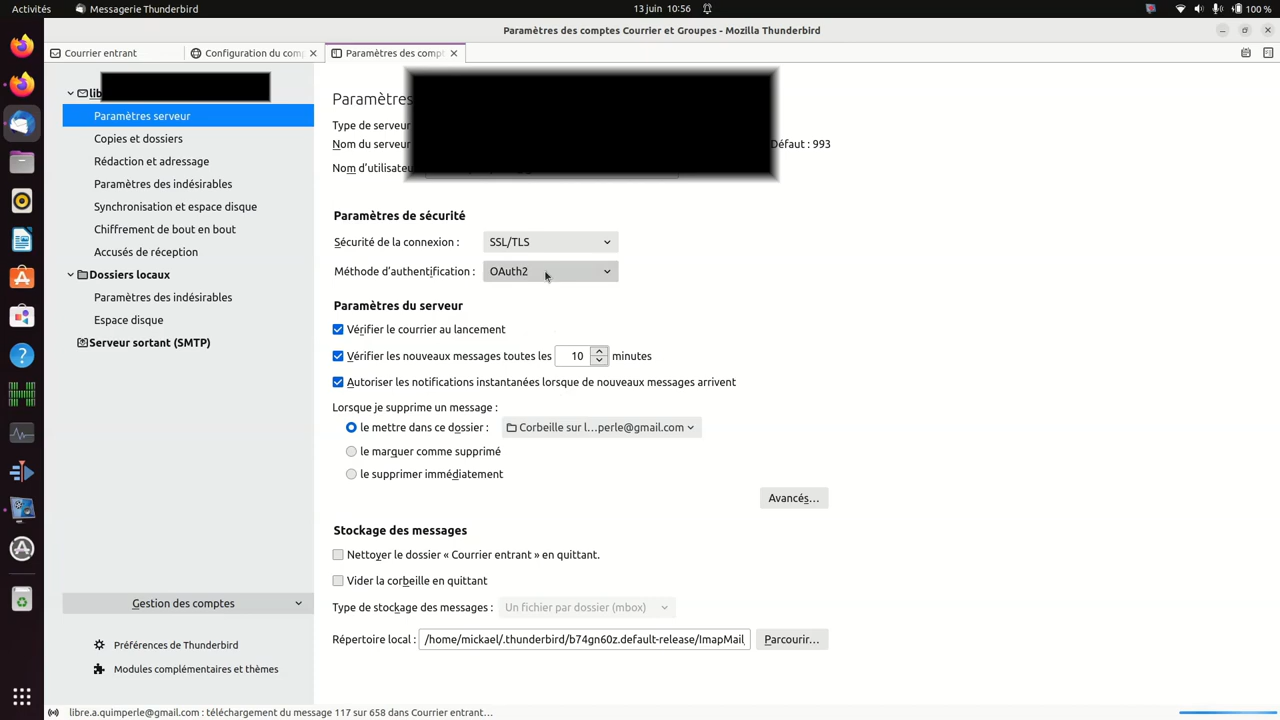 Activités
Messagerie Thunderbird
13 juin 10:56
100 %
Paramètres des comptes Courrier et Groupes - Mozilla Thunderbird
Courrier entrant
Configuration du com
Paramètres des compt
lib
Paramètres serveur
Copies et dossiers
Rédaction et adressage
Paramètres des indésirables
Synchronisation et espace disque
Chiffrement de bout en bout
Accusés de réception
Dossiers locaux
Paramètres des indésirables
Espace disque
Serveur sortant (SMTP)
Gestion des comptes
Préférences de Thunderbird
Modules complémentaires et thèmes
Paramètres
Type de serveur
Nom du serveur
Défaut : 993
Nom d'utilisateu
Paramètres de sécurité
Sécurité de la connexion :
SSL/TLS
Méthode d'authentification :
OAuth2
Paramètres du serveur
Vérifier le courrier au lancement
Vérifier les nouveaux messages toutes les 10 minutes
Autoriser les notifications instantanées lorsque de nouveaux messages arrivent
Lorsque je supprime un message :
le mettre dans ce dossier :
Corbeille sur l…perle@gmail.com
le marquer comme supprimé
le supprimer immédiatement
Avancés…
Stockage des messages
Nettoyer le dossier « Courrier entrant » en quittant.
Vider la corbeille en quittant
Type de stockage des messages :
Un fichier par dossier (mbox)
Répertoire local :
/home/mickael/.thunderbird/b74gn60z.default-release/ImapMail
Parcourir…
libre.a.quimperle@gmail.com : téléchargement du message 117 sur 658 dans Courrier entrant…